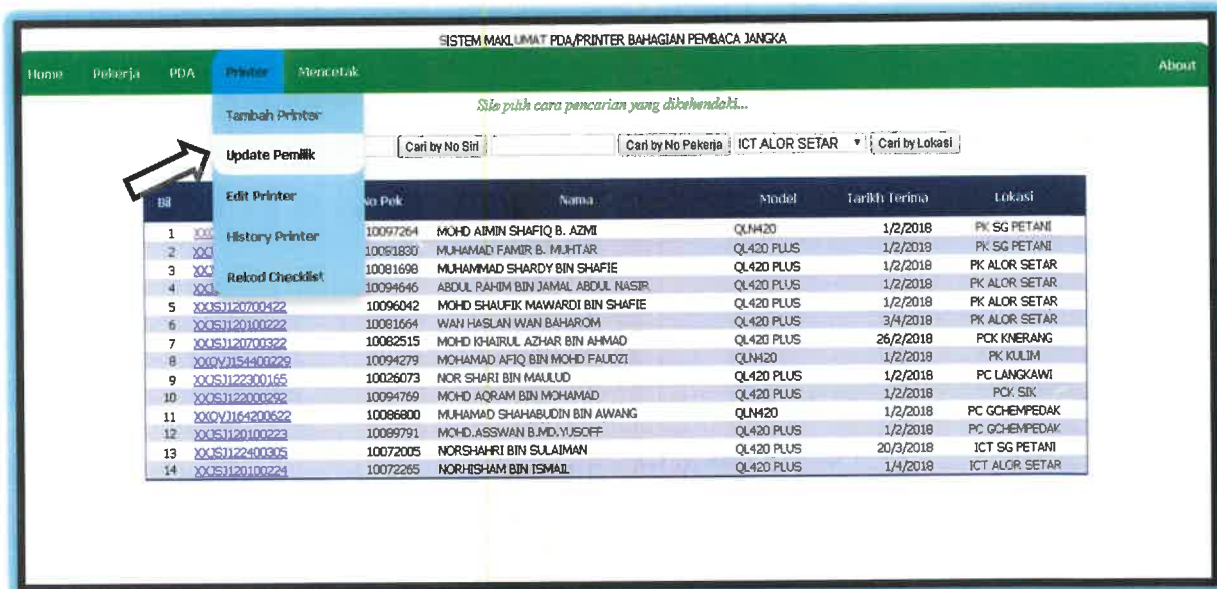 SISTEM MAKLUMAT PDA/PRINTER BAHAGIAN PEMBACA JANGKA
Home Pekerja PDA Printer Mencetak About
Sila pilih cara pencarian yang dikehendaki...
Tambah Printer
Update Pemilik
Edit Printer
History Printer
Rekod Checklist
Cari by No Siri Cari by No Pekerja ICT ALOR SETAR Cari by Lokasi
Bil No Pek Nama Model Tarikh Terima Lokasi
1 10097264 MOHD AIMIN SHAFIQ B. AZMI QLN420 1/2/2018 PK SG PETANI
2 10081830 MUHAMAD FAMIR B. MUHTAR QL420 PLUS 1/2/2018 PK SG PETANI
3 10081698 MUHAMMAD SHARDY BIN SHAFIE QL420 PLUS 1/2/2018 PK ALOR SETAR
4 10094646 ABDUL RAHIM BIN JAMAL ABDUL NASIR QL420 PLUS 1/2/2018 PK ALOR SETAR
5 XXJSJ120700422 10096042 MOHD SHAUFIK MAWARDI BIN SHAFIE QL420 PLUS 1/2/2018 PK ALOR SETAR
6 XXJSJ120100222 10081664 WAN HASLAN WAN BAHAROM QL420 PLUS 3/4/2018 PK ALOR SETAR
7 XXJSJ120700322 10082515 MOHD KHAIRUL AZHAR BIN AHMAD QL420 PLUS 26/2/2018 PCK KNERANG
8 XXQVJ154400229 10094279 MOHAMAD AFIQ BIN MOHD FAUDZI QLN420 1/2/2018 PK KULIM
9 XXJSJ122300165 10026073 NOR SHARI BIN MAULUD QL420 PLUS 1/2/2018 PC LANGKAWI
10 XXJSJ122000292 10094769 MOHD AQRAM BIN MOHAMAD QL420 PLUS 1/2/2018 PCK SIK
11 XXQVJ164200622 10086800 MUHAMAD SHAHABUDIN BIN AWANG QLN420 1/2/2018 PC GCHEMPEDAK
12 XXJSJ120100223 10089791 MOHD.ASSWAN B.MD.YUSOFF QL420 PLUS 1/2/2018 PC GCHEMPEDAK
13 XXJSJ122400305 10072005 NORSHAHRI BIN SULAIMAN QL420 PLUS 20/3/2018 ICT SG PETANI
14 XXJSJ120100224 10072265 NORHISHAM BIN ISMAIL QL420 PLUS 1/4/2018 ICT ALOR SETAR